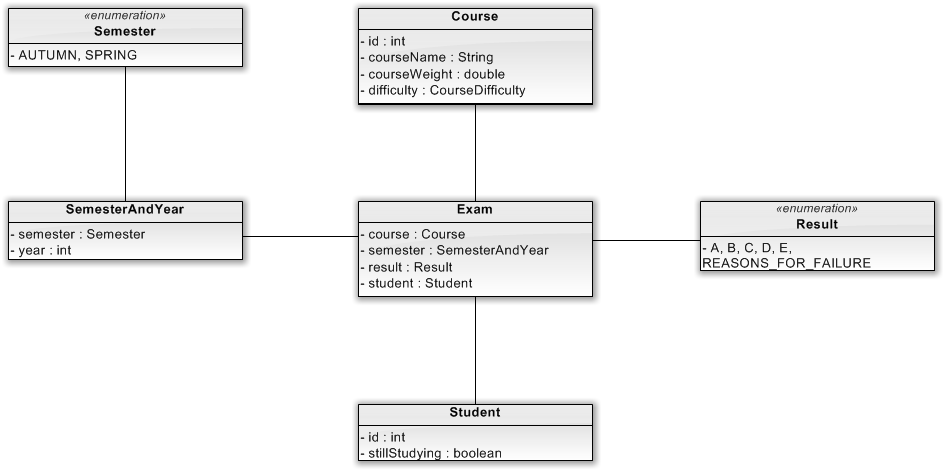 «enumeration»
Semester
- AUTUMN, SPRING
Course
- id : int
- courseName : String
- courseWeight : double
- difficulty : CourseDifficulty
SemesterAndYear
- semester : Semester
- year : int
Exam
- course : Course
- semester : SemesterAndYear
- result : Result
- student : Student
«enumeration»
Result
- A, B, C, D, E,
REASONS_FOR_FAILURE
Student
- id : int
- stillStudying : boolean